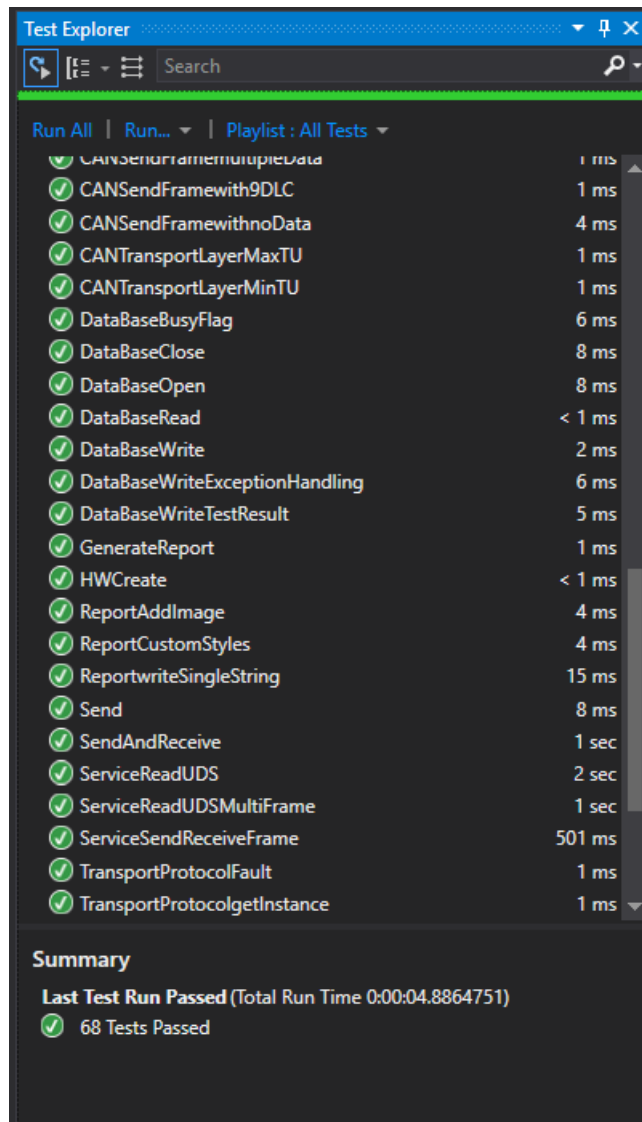 Test Explorer
Search
Run All | Run... | Playlist : All Tests
CANSendFramemultipleData 1 ms
CANSendFramewith9DLC 1 ms
CANSendFramewithnoData 4 ms
CANTransportLayerMaxTU 1 ms
CANTransportLayerMinTU 1 ms
DataBaseBusyFlag 6 ms
DataBaseClose 8 ms
DataBaseOpen 8 ms
DataBaseRead < 1 ms
DataBaseWrite 2 ms
DataBaseWriteExceptionHandling 6 ms
DataBaseWriteTestResult 5 ms
GenerateReport 1 ms
HWCreate < 1 ms
ReportAddImage 4 ms
ReportCustomStyles 4 ms
ReportwriteSingleString 15 ms
Send 8 ms
SendAndReceive 1 sec
ServiceReadUDS 2 sec
ServiceReadUDSMultiFrame 1 sec
ServiceSendReceiveFrame 501 ms
TransportProtocolFault 1 ms
TransportProtocolgetInstance 1 ms
Summary
Last Test Run Passed (Total Run Time 0:00:04.8864751)
68 Tests Passed